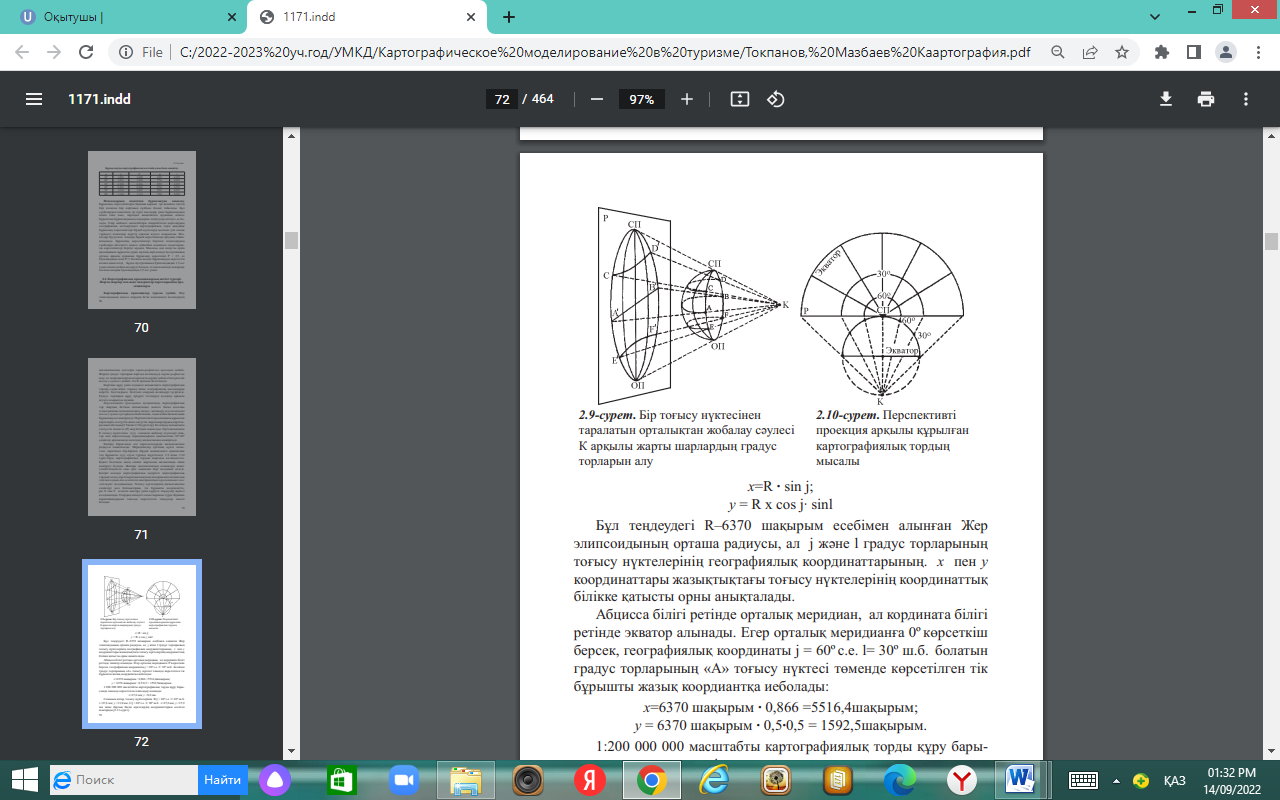 Оқытушы |
1171.indd
File
C:/2022-2023%20уч.год/УМКД/Картографическое%20моделирование%20в%20туризме/Токпанов,%20Мазбаев%20Каартография.pdf
1171.indd
72 / 464
97%
70
71
72
P
СП
D
C
B'
A'
F'
E'
ОП
СП
D
C
B
A
F
E
ОП
K
Экватор
30°
60°
СП
P
60°
30°
Экватор
K
2.9-сурет. Бір тоғысу нүктесінен
таралатын орталықтан жобалау сәулесі
К арқылы жарты шарлардың градус
торларын алу
2.10-сурет. Перспективті
проекция арқылы құрылған
картографиялық тордың
мысалы
x=R · sin j;
y = R x cos j· sinl
Бұл теңдеудегі R–6370 шақырым есебімен алынған Жер
элипсоидының орташа радиусы, ал j және l градус торларының
тоғысу нүктелерінің географиялық координаттарының. x пен y
координаттары жазықтықтағы тоғысу нүктелерінің координаттық
білікке қатысты орны анықталады.
Абцисса білігі ретінде орталық меридиан, ал кордината білігі
ретінде экватор алынады. Егер орталық меридианға 0º көрсеткіш
берсек, географиялық координаты j = 60º с.е. l= 30º ш.б. болатын
градус торларының «А» тоғысу нүктесі төменде көрсетілген тік
бұрышты жазық коордиантқа иеболады:
x=6370 шақырым · 0,866 =5516,4шақырым;
y = 6370 шақырым · 0,5·0,5 = 1592,5шақырым.
1:200 000 000 масштабты картографиялық торды құру бары-
Поиск
Найти
ҚАЗ
01:32 PM
14/09/2022